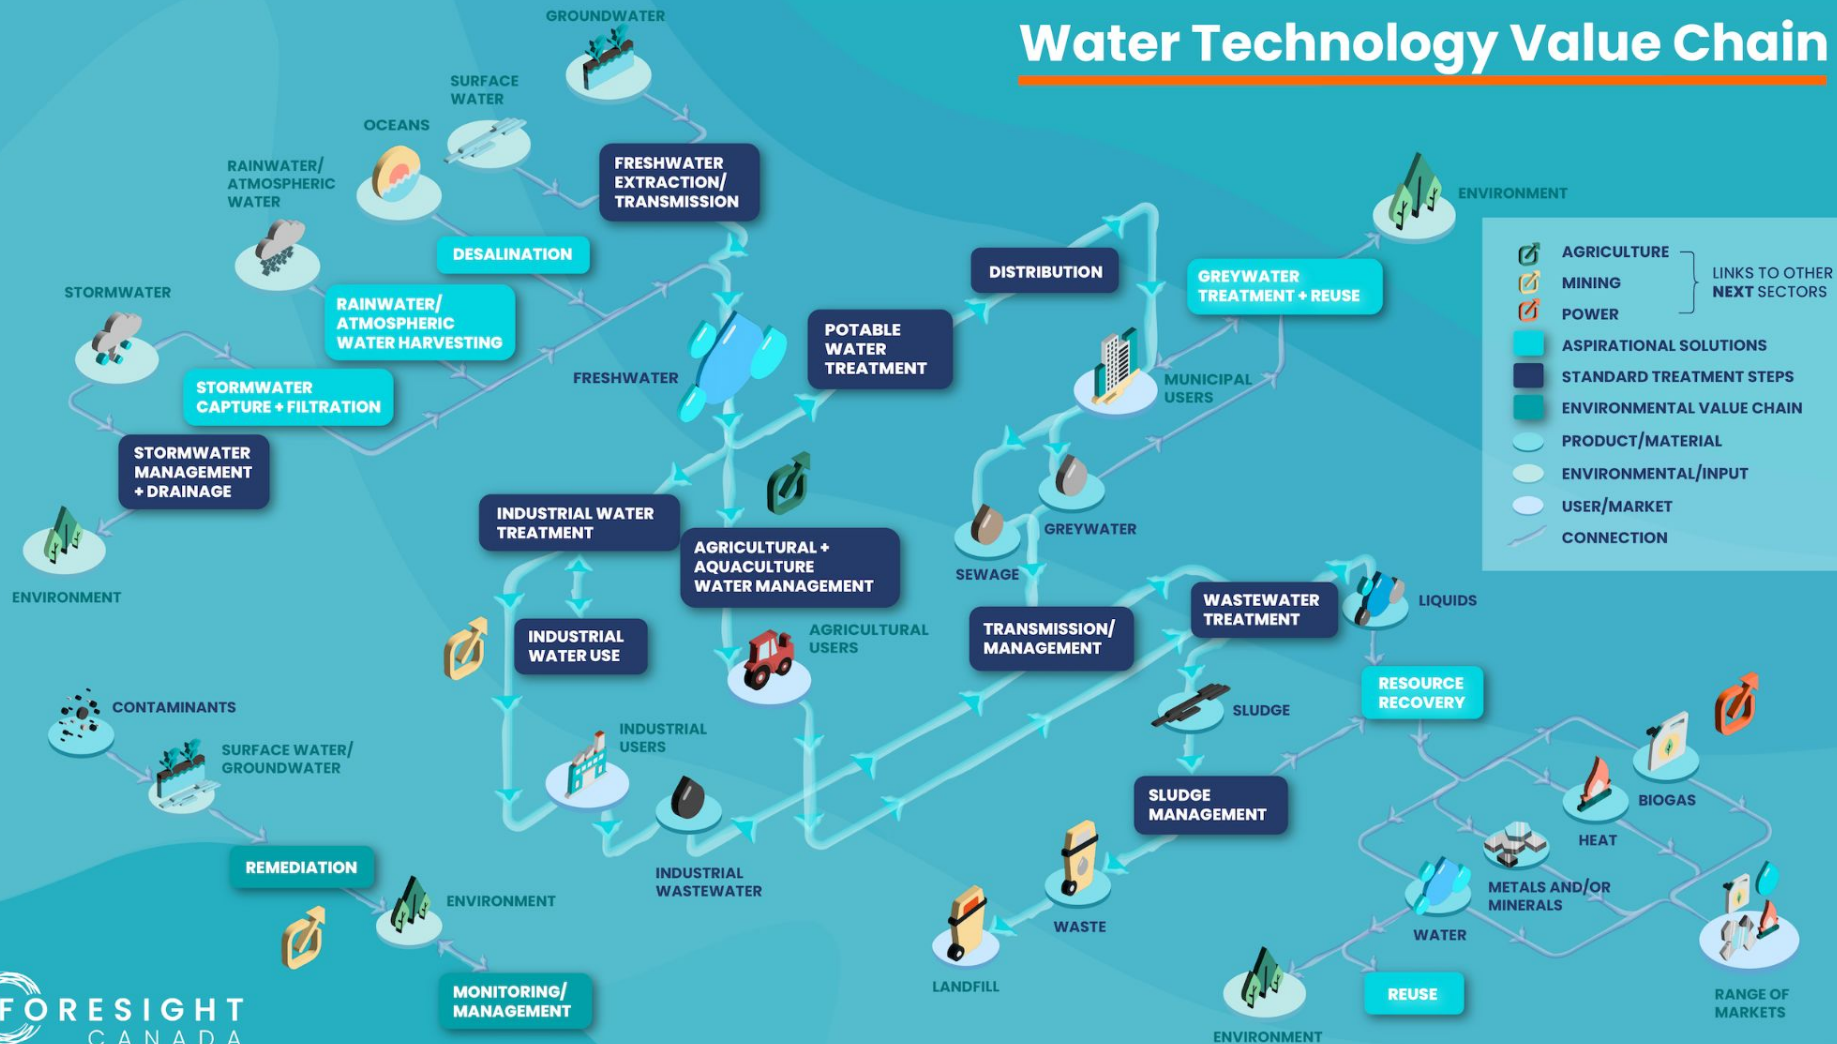 Water Technology Value Chain
GROUNDWATER
SURFACE
WATER
OCEANS
RAINWATER/
ATMOSPHERIC
WATER
STORMWATER
FRESHWATER
EXTRACTION/
TRANSMISSION
DESALINATION
RAINWATER/
ATMOSPHERIC
WATER HARVESTING
STORMWATER
CAPTURE + FILTRATION
STORMWATER
MANAGEMENT
+ DRAINAGE
ENVIRONMENT
FRESHWATER
POTABLE
WATER
TREATMENT
DISTRIBUTION
GREYWATER
TREATMENT + REUSE
ENVIRONMENT
MUNICIPAL
USERS
GREYWATER
SEWAGE
AGRICULTURE
MINING
POWER
LINKS TO OTHER
NEXT SECTORS
ASPIRATIONAL SOLUTIONS
STANDARD TREATMENT STEPS
ENVIRONMENTAL VALUE CHAIN
PRODUCT/MATERIAL
ENVIRONMENTAL/INPUT
USER/MARKET
CONNECTION
INDUSTRIAL WATER
TREATMENT
AGRICULTURAL +
AQUACULTURE
WATER MANAGEMENT
INDUSTRIAL
WATER USE
AGRICULTURAL
USERS
TRANSMISSION/
MANAGEMENT
WASTEWATER
TREATMENT
LIQUIDS
RESOURCE
RECOVERY
SLUDGE
SLUDGE
MANAGEMENT
INDUSTRIAL
USERS
INDUSTRIAL
WASTEWATER
WASTE
LANDFILL
BIOGAS
HEAT
METALS AND/OR
MINERALS
WATER
ENVIRONMENT
REUSE
RANGE OF
MARKETS
CONTAMINANTS
SURFACE WATER/
GROUNDWATER
REMEDIATION
ENVIRONMENT
MONITORING/
MANAGEMENT
FORESIGHT
CANADA